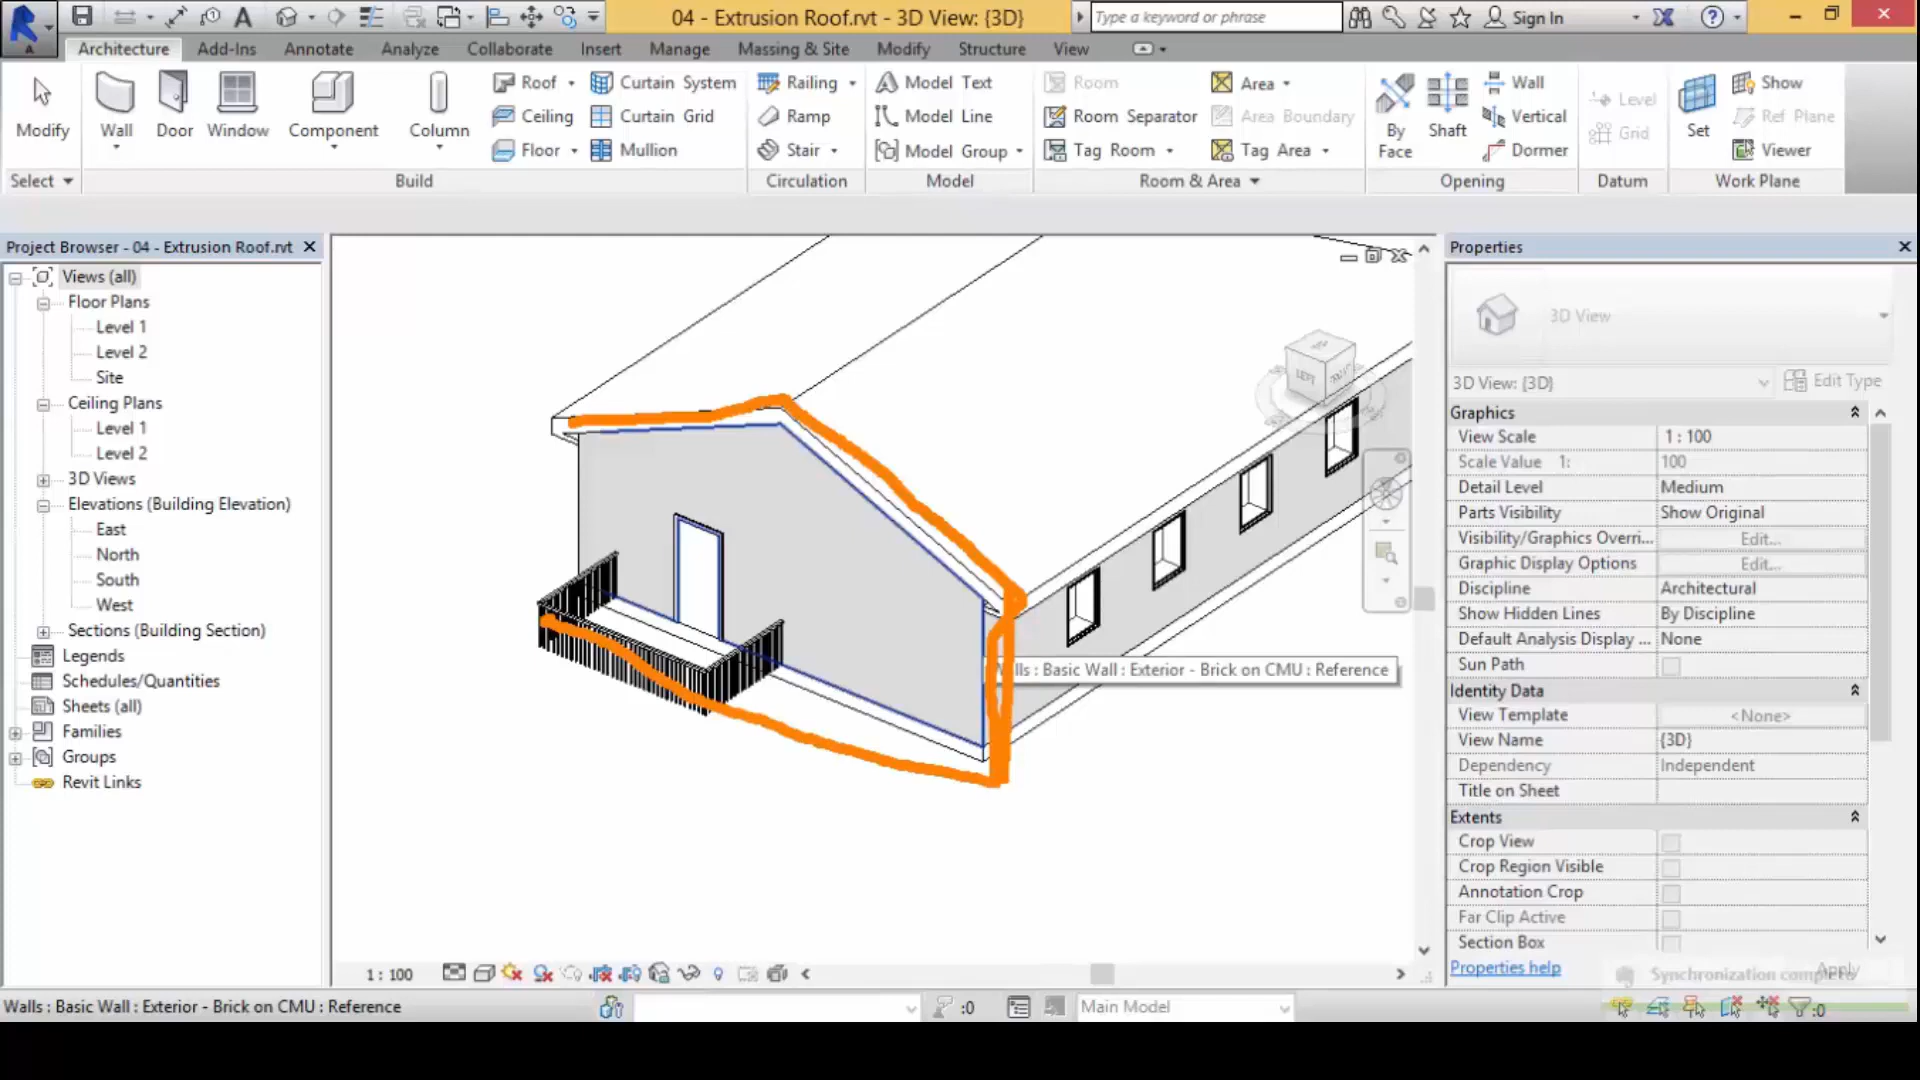 04 - Extrusion Roof.rvt - 3D View: {3D}
Type a keyword or phrase
Sign In
Architecture Add-Ins Annotate Analyze Collaborate Insert Manage Massing & Site Modify Structure View
Modify
Wall
Door
Window
Component
Column
Roof
Ceiling
Floor
Curtain System
Curtain Grid
Mullion
Railing
Ramp
Stair
Model Text
Model Line
Model Group
Room
Room Separator
Tag Room
Area
Area Boundary
Tag Area
By
Face
Shaft
Wall
Vertical
Dormer
Level
Grid
Set
Show
Ref Plane
Viewer
Select Build Circulation Model Room & Area Opening Datum Work Plane
Project Browser - 04 - Extrusion Roof.rvt
Views (all)
Floor Plans
Level 1
Level 2
Site
Ceiling Plans
Level 1
Level 2
3D Views
Elevations (Building Elevation)
East
North
South
West
Sections (Building Section)
Legends
Schedules/Quantities
Sheets (all)
Families
Groups
Revit Links
LEFT
: Basic Wall : Exterior - Brick on CMU : Reference
Properties
3D View
3D View: {3D}
Edit Type
Graphics
View Scale 1 : 100
Scale Value 1: 100
Detail Level Medium
Parts Visibility Show Original
Visibility/Graphics Overri... Edit...
Graphic Display Options Edit...
Discipline Architectural
Show Hidden Lines By Discipline
Default Analysis Display ... None
Sun Path
Identity Data
View Template <None>
View Name {3D}
Dependency Independent
Title on Sheet
Extents
Crop View
Crop Region Visible
Annotation Crop
Far Clip Active
Section Box
Properties help
Apply
Synchronization
1 : 100
Walls : Basic Wall : Exterior - Brick on CMU : Reference
:0
Main Model
:0